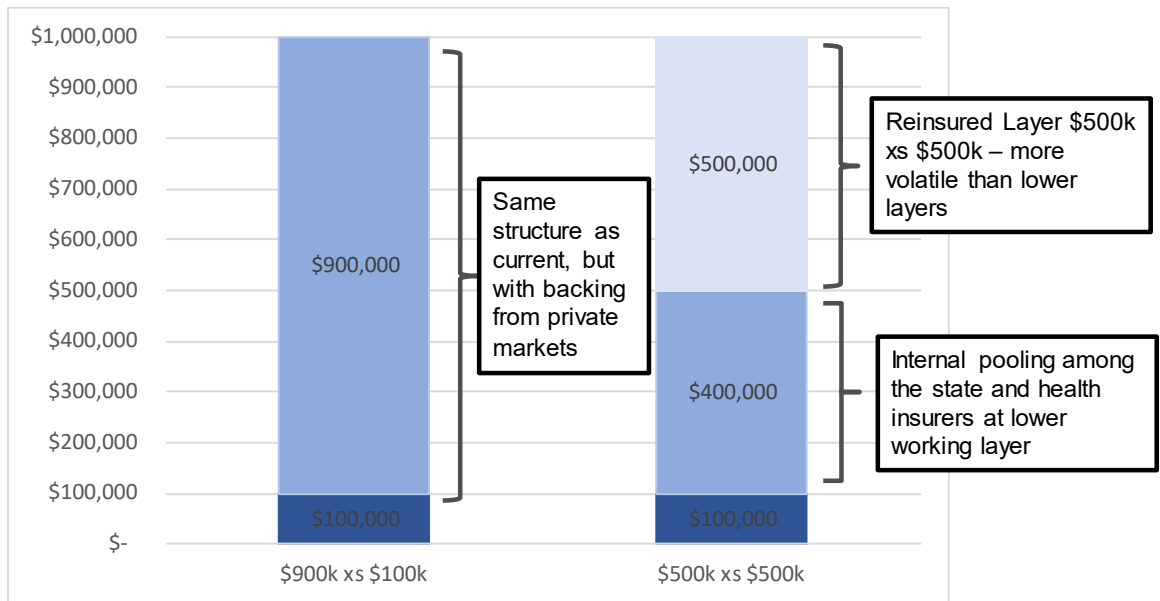 $1,000,000
$900,000
$800,000
$700,000
$600,000
$500,000
$400,000
$300,000
$200,000
$100,000
$-
$900,000
$100,000
$500,000
$400,000
$100,000
$900k xs $100k
$500k xs $500k
Same
structure as
current, but
with backing
from private
markets
Reinsured Layer $500k
xs $500k – more
volatile than lower
layers
Internal pooling among
the state and health
insurers at lower
working layer